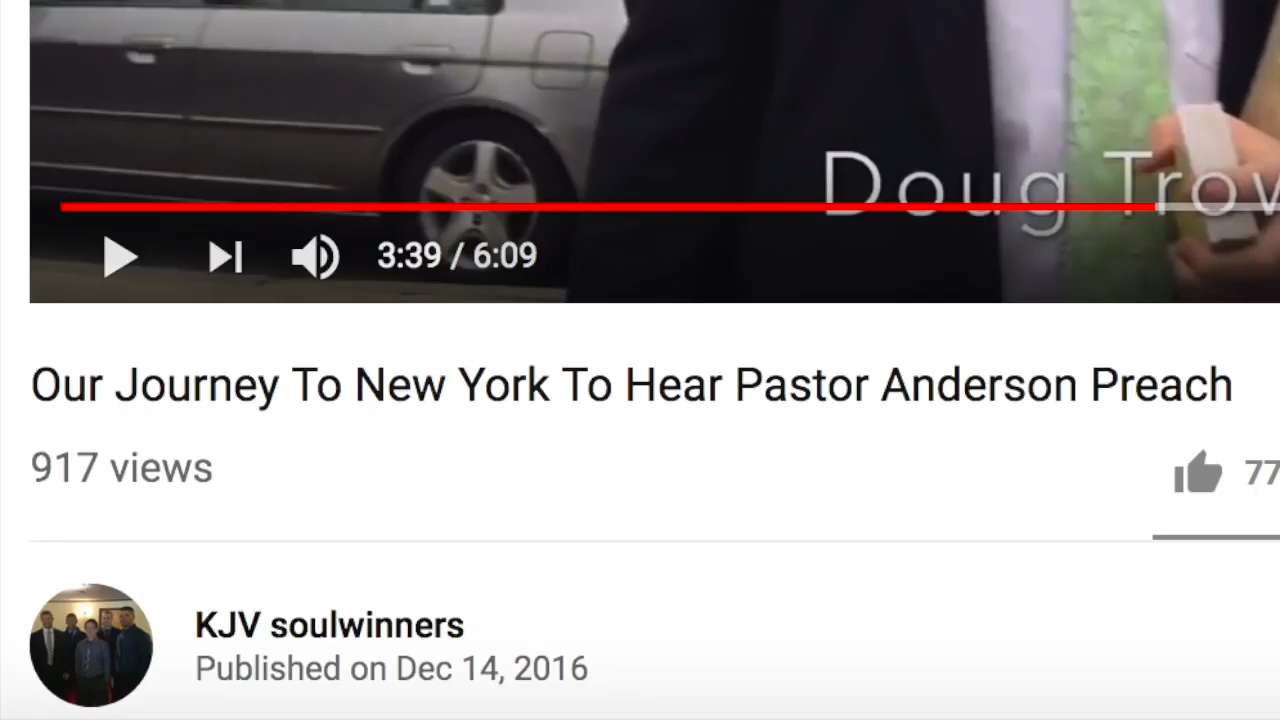 Doug
3:39 / 6:09
Our Journey To New York To Hear Pastor Anderson Preach
917 views
77
KJV soulwinners
Published on Dec 14, 2016